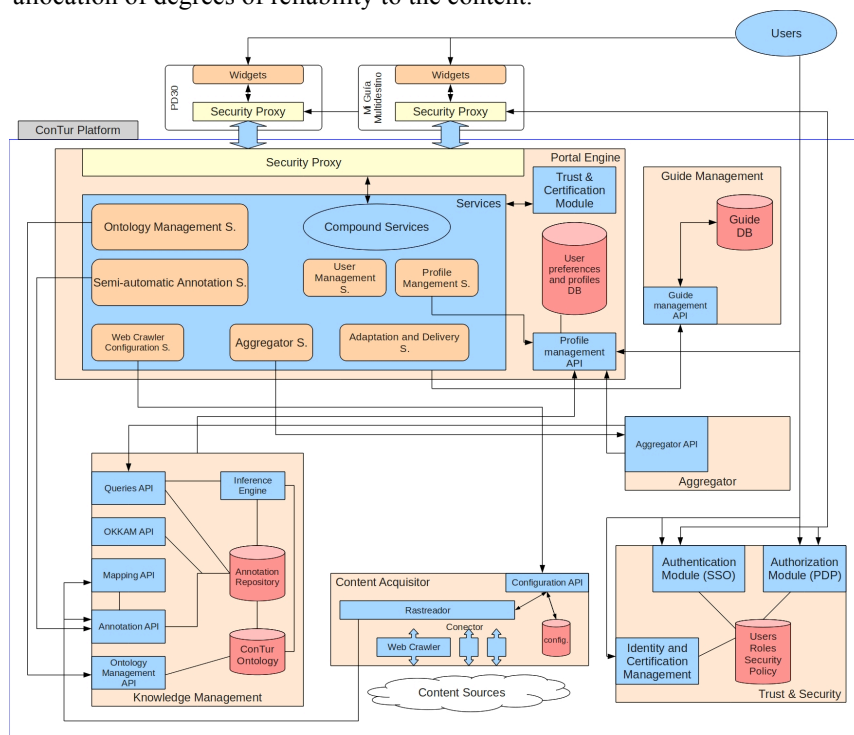 allocation of degrees of reliability to the content.
Users
PD30
Widgets
Security Proxy
Mi Guía
Multidestino
Widgets
Security Proxy
ConTur Platform
Security Proxy
Portal Engine
Services
Trust &
Certification
Module
Ontology Management S.
Compound Services
Semi-automatic Annotation S.
User
Management
S.
Profile
Mangement S.
User
preferences
and profiles
DB
Web Crawler
Configuration S.
Aggregator S.
Adaptation and Delivery
S.
Profile
management
API
Guide Management
Guide
DB
Guide
management
API
Aggregator API
Aggregator
Queries API
Inference
Engine
OKKAM API
Mapping API
Annotation
Repository
Annotation API
Ontology
Management
API
ConTur
Ontology
Knowledge Management
Content Acquisitor
Configuration API
Rastreador
Conector
Web Crawler
config.
Content Sources
Authentication
Module (SSO)
Authorization
Module (PDP)
Identity and
Certification
Management
Users
Roles
Security
Policy
Trust & Security